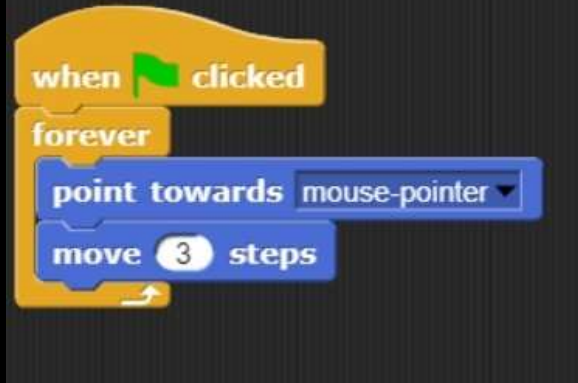 when clicked
forever
point towards mouse-pointer
move 3 steps